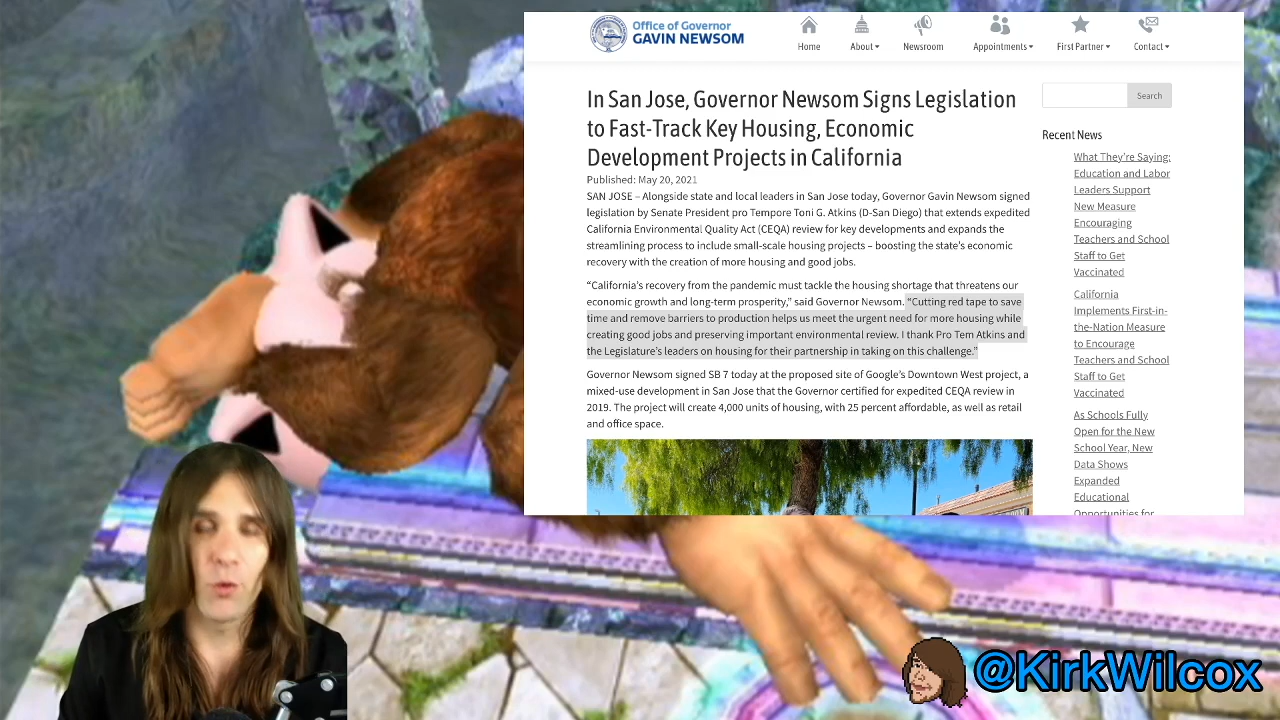 Office of Governor
GAVIN NEWSOM
Home
About
Newsroom
Appointments
First Partner
Contact
In San Jose, Governor Newsom Signs Legislation
to Fast-Track Key Housing, Economic
Development Projects in California
Published: May 20, 2021
SAN JOSE – Alongside state and local leaders in San Jose today, Governor Gavin Newsom signed
legislation by Senate President pro Tempore Toni G. Atkins (D-San Diego) that extends expedited
California Environmental Quality Act (CEQA) review for key developments and expands the
streamlining process to include small-scale housing projects – boosting the state’s economic
recovery with the creation of more housing and good jobs.
“California’s recovery from the pandemic must tackle the housing shortage that threatens our
economic growth and long-term prosperity,” said Governor Newsom. “Cutting red tape to save
time and remove barriers to production helps us meet the urgent need for more housing while
creating good jobs and preserving important environmental review. I thank Pro Tem Atkins and
the Legislature’s leaders on housing for their partnership in taking on this challenge.”
Governor Newsom signed SB 7 today at the proposed site of Google’s Downtown West project, a
mixed-use development in San Jose that the Governor certified for expedited CEQA review in
2019. The project will create 4,000 units of housing, with 25 percent affordable, as well as retail
and office space.
Search
Recent News
What They’re Saying:
Education and Labor
Leaders Support
New Measure
Encouraging
Teachers and School
Staff to Get
Vaccinated
California
Implements First-in-
the-Nation Measure
to Encourage
Teachers and School
Staff to Get
Vaccinated
As Schools Fully
Open for the New
School Year, New
Data Shows
Expanded
Educational
Opportunities for
@KirkWilcox